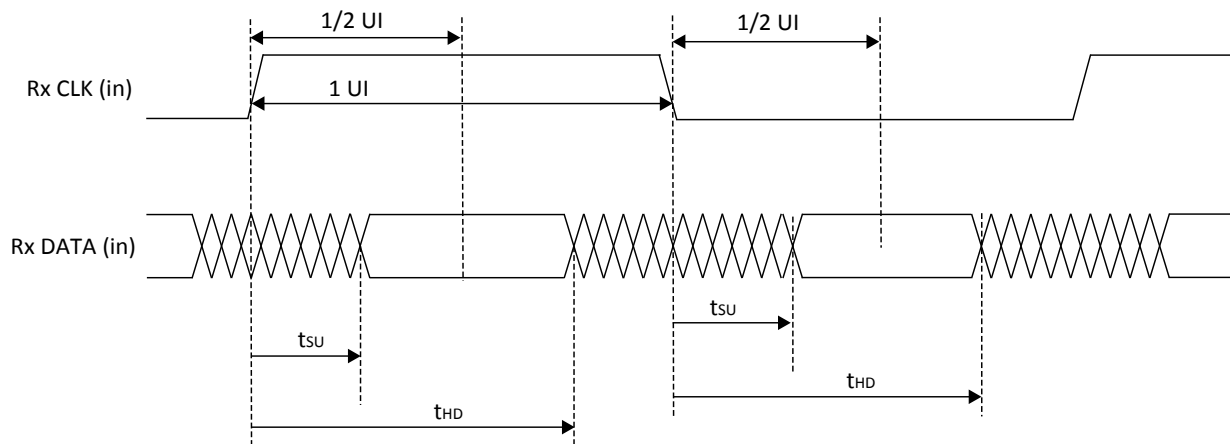 1/2 UI
1/2 UI
Rx CLK (in)
1 UI
Rx DATA (in)
tSU
tSU
tHD
tHD